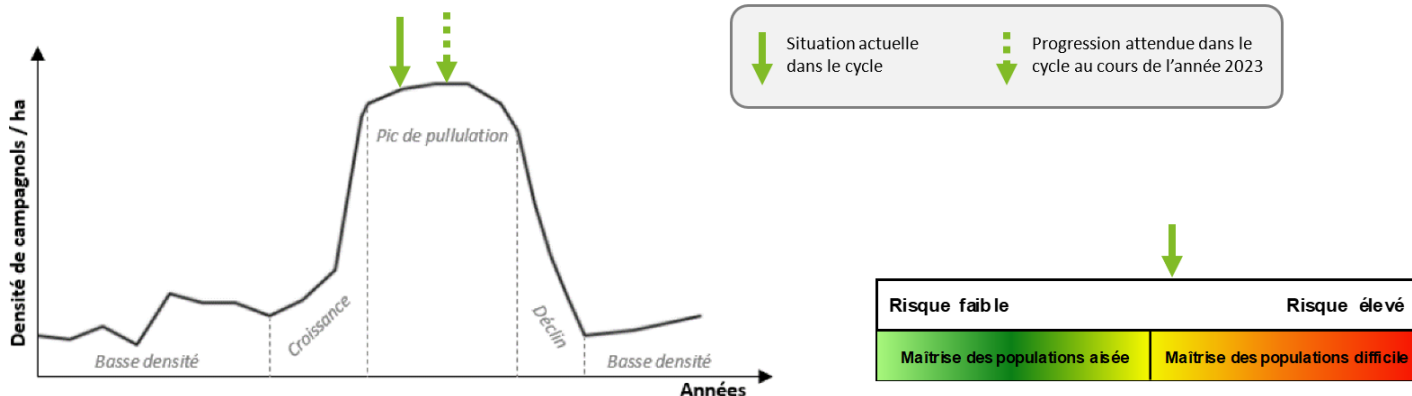 Situation actuelle
dans le cycle
Progression attendue dans le
cycle au cours de l'année 2023
Densité de campagnols / ha
Pic de pullulation
Croissance
Déclin
Basse densité
Basse densité
Années
Risque faible
Risque élevé
Maîtrise des populations aisée
Maîtrise des populations difficile